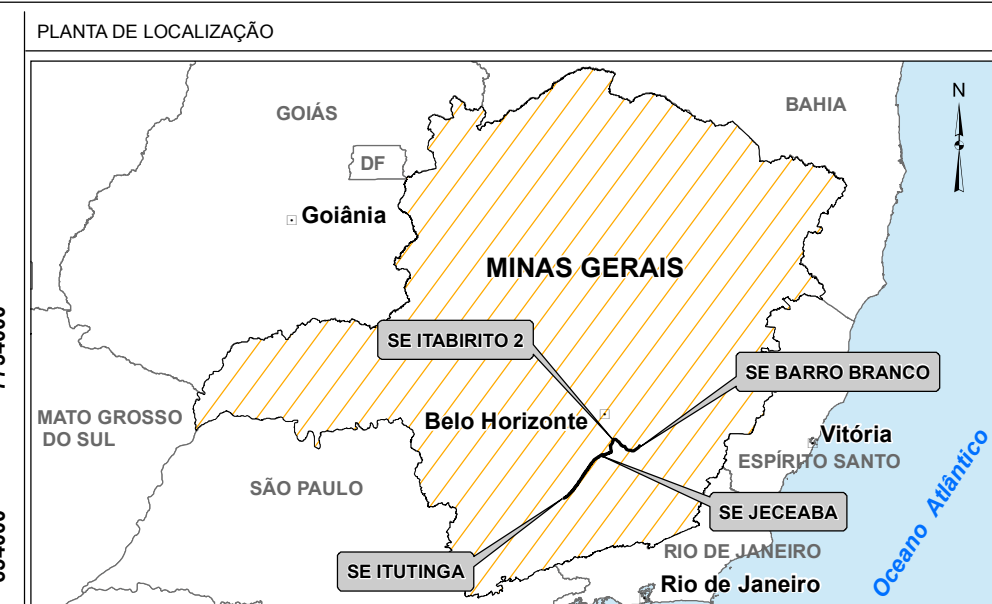 PLANTA DE LOCALIZAÇÃO
GOIÁS
BAHIA
N
DF
Goiânia
MINAS GERAIS
SE ITABIRITO 2
SE BARRO BRANCO
MATO GROSSO
DO SUL
Belo Horizonte
Vitória
ESPÍRITO SANTO
SÃO PAULO
SE JECEABA
Oceano Atlântico
RIO DE JANEIRO
SE ITUTINGA
Rio de Janeiro